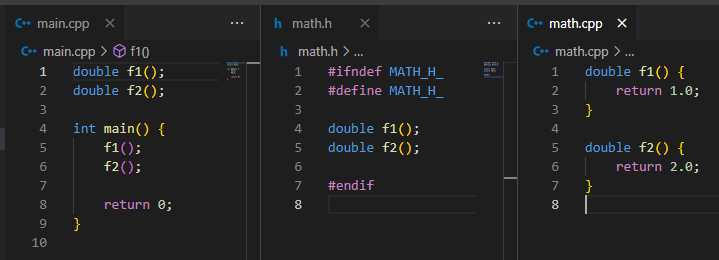 main.cpp
main.cpp > f1()
1 double f1();
2 double f2();
3
4 int main() {
5     f1();
6     f2();
7
8     return 0;
9 }
10
h math.h
h math.h > ...
1 #ifndef MATH_H_
2 #define MATH_H_
3
4 double f1();
5 double f2();
6
7 #endif
8
C++ math.cpp
C++ math.cpp > ...
1 double f1() {
2     return 1.0;
3 }
4
5 double f2() {
6     return 2.0;
7 }
8